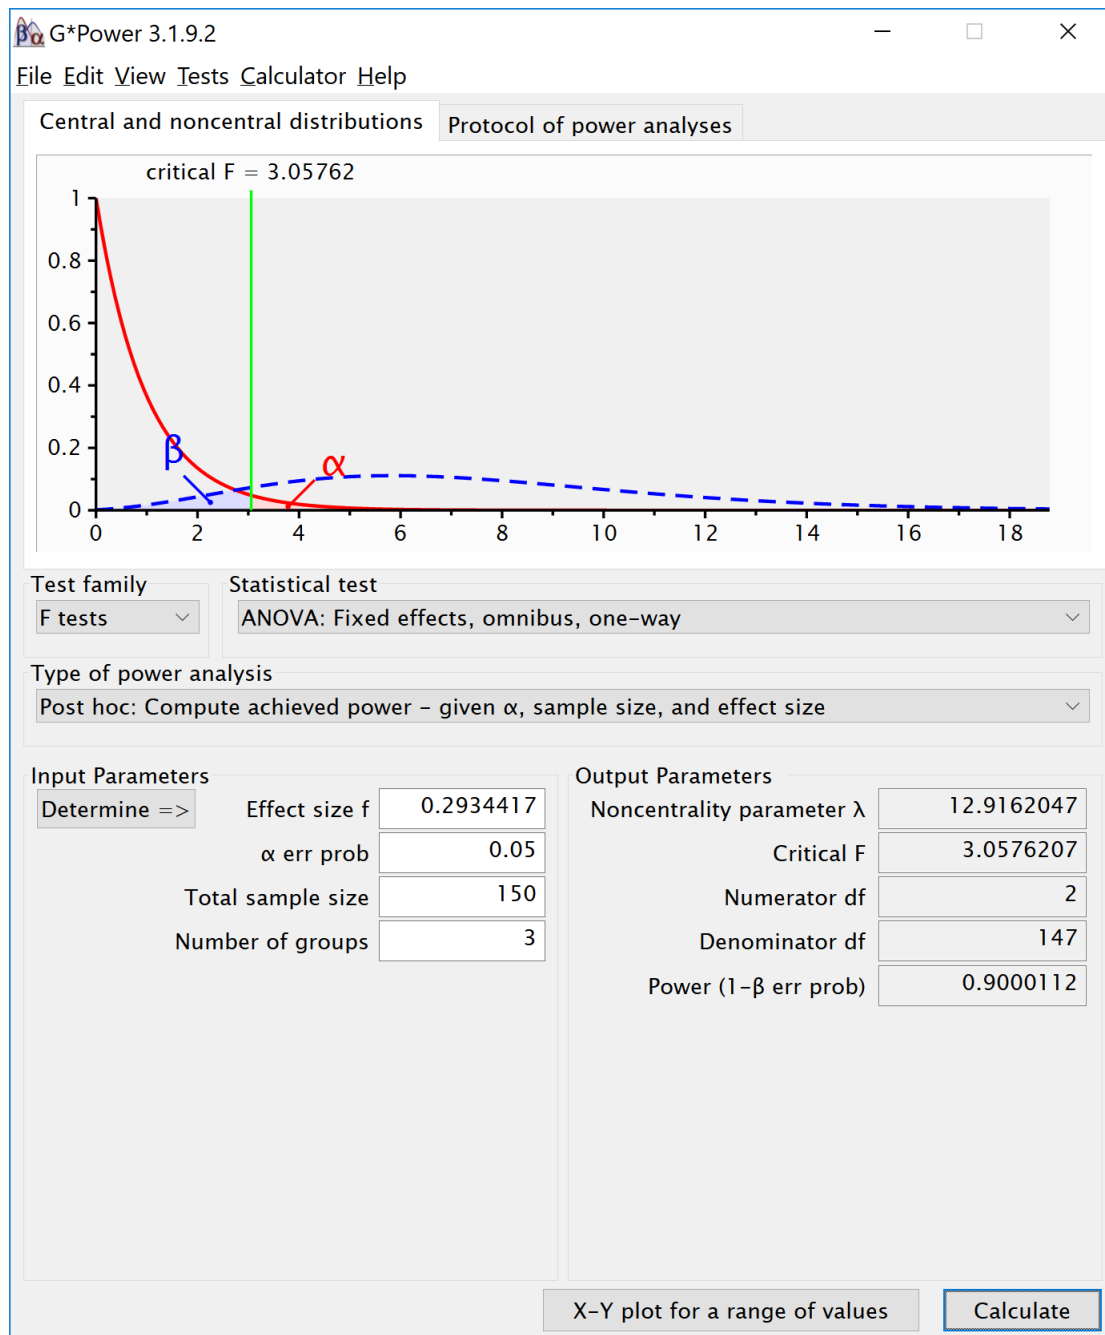 G*Power 3.1.9.2
File Edit View Tests Calculator Help
Central and noncentral distributions Protocol of power analyses
critical F = 3.05762
1
0.8
0.6
0.4
0.2
0
β
α
0 2 4 6 8 10 12 14 16 18
Test family Statistical test
F tests ANOVA: Fixed effects, omnibus, one-way
Type of power analysis
Post hoc: Compute achieved power - given α, sample size, and effect size
Input Parameters
Determine => Effect size f 0.2934417
α err prob 0.05
Total sample size 150
Number of groups 3
Output Parameters
Noncentrality parameter λ 12.9162047
Critical F 3.0576207
Numerator df 2
Denominator df 147
Power (1-β err prob) 0.9000112
X-Y plot for a range of values Calculate